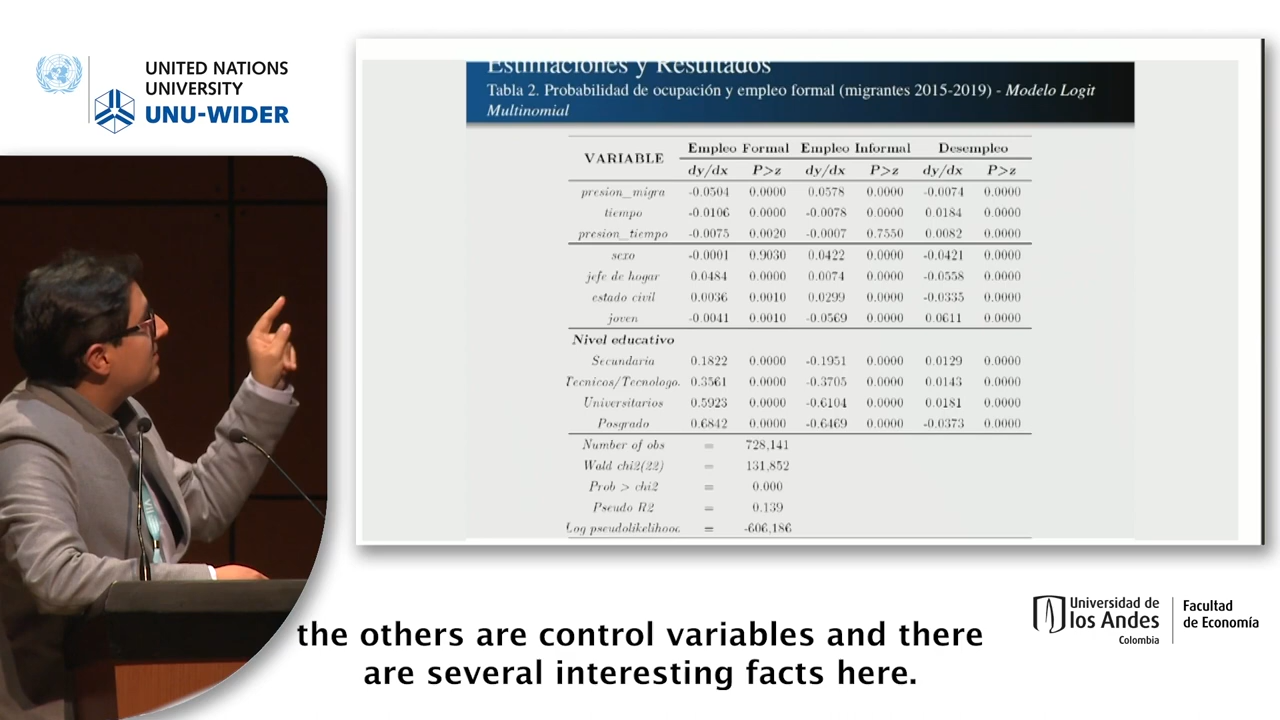 UNITED NATIONS
UNIVERSITY
UNU-WIDER
Estimaciones y Resultados
Tabla 2. Probabilidad de ocupación y empleo formal (migrantes 2015-2019) - Modelo Logit
Multinomial
VARIABLE Empleo Formal Empleo Informal Desempleo
dy/dx P>z dy/dx P>z dy/dx P>z
presion_migra -0.0504 0.0000 0.0578 0.0000 -0.0074 0.0000
tiempo -0.0106 0.0000 -0.0078 0.0000 0.0184 0.0000
presion_tiempo -0.0075 0.0020 -0.0007 0.7550 0.0082 0.0000
sexo -0.0001 0.9030 0.0422 0.0000 -0.0421 0.0000
jefe de hogar 0.0484 0.0000 0.0074 0.0000 -0.0558 0.0000
estado civil 0.0036 0.0010 0.0299 0.0000 -0.0335 0.0000
joven -0.0041 0.0010 -0.0569 0.0000 0.0611 0.0000
Nivel educativo
Secundaria 0.1822 0.0000 -0.1951 0.0000 0.0129 0.0000
Tecnicos/Tecnologo. 0.3561 0.0000 -0.3705 0.0000 0.0143 0.0000
Universitarios 0.5923 0.0000 -0.6104 0.0000 0.0181 0.0000
Posgrado 0.6842 0.0000 -0.6469 0.0000 -0.0373 0.0000
Number of obs = 728,141
Wald chi2(22) = 131,852
Prob > chi2 = 0.000
Pseudo R2 = 0.139
Log pseudolikelihood = -606,186
Universidad de
los Andes
Colombia
Facultad
de Economía
the others are control variables and there
are several interesting facts here.